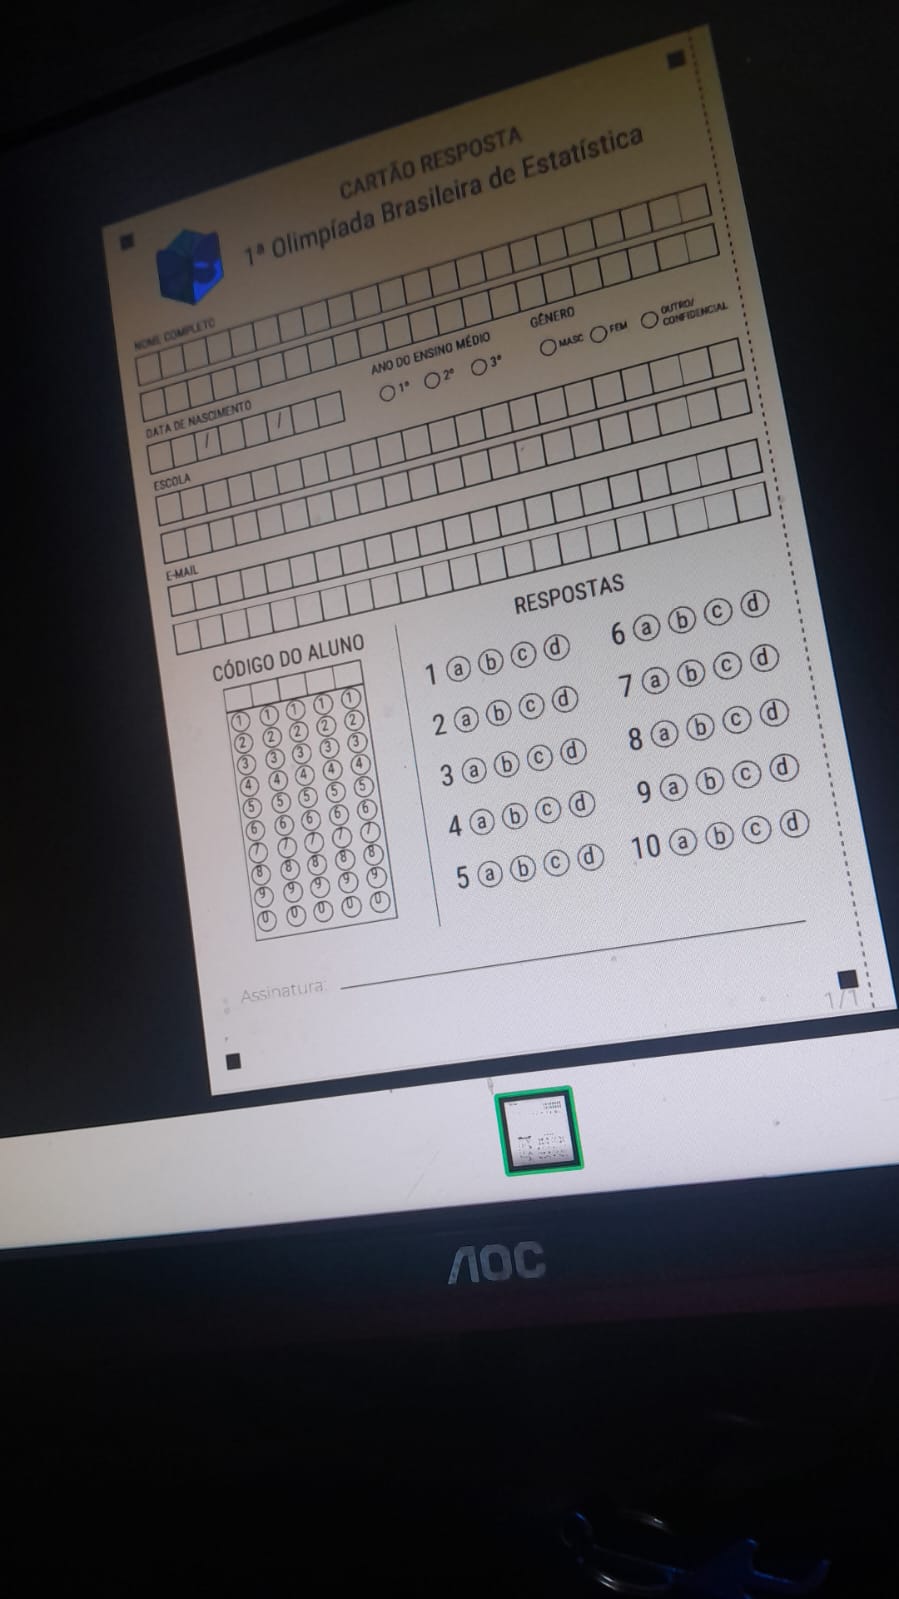 CARTÃO RESPOSTA
1ª Olimpíada Brasileira de Estatística
NOME COMPLETO
DATA DE NASCIMENTO
/ /
ANO DO ENSINO MÉDIO
1º 2º 3º
GÊNERO
MASC FEM OUTRO/
CONFIDENCIAL
ESCOLA
E-MAIL
CÓDIGO DO ALUNO
1 1 1 1 1
2 2 2 2 2
3 3 3 3 3
4 4 4 4 4
5 5 5 5 5
6 6 6 6 6
7 7 7 7 7
8 8 8 8 8
9 9 9 9 9
0 0 0 0 0
RESPOSTAS
1 a b c d
2 a b c d
3 a b c d
4 a b c d
5 a b c d
6 a b c d
7 a b c d
8 a b c d
9 a b c d
10 a b c d
Assinatura:
1/1
AOC